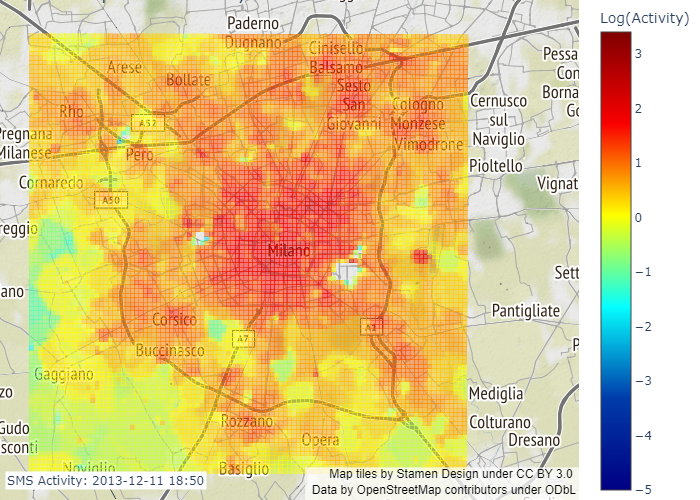 Log(Activity)
Paderno
Dugnano
Cinisello
Balsamo
Arese
Bollate
Sesto
San
Giovanni
Rho
A52
Cologno
Monzese
Vimodrone
Pessa
Con
Borna
Go
Cernusco
sul
Naviglio
Pregnana
Milanese
Pero
Pioltello
Cornaredo
A50
Vignat
reggio
Milano
Sett
ano
Pantigliate
Corsico
A7
A1
Buccinasco
P
Gaggiano
zo
Mediglia
Gudo
sconti
Rozzano
Opera
Colturano
Dresano
Noviglio
Basiglio
SMS Activity: 2013-12-11 18:50
Map tiles by Stamen Design under CC BY 3.0
Data by OpenStreetMap contributors under ODbL
3
2
1
0
−1
−2
−3
−4
−5